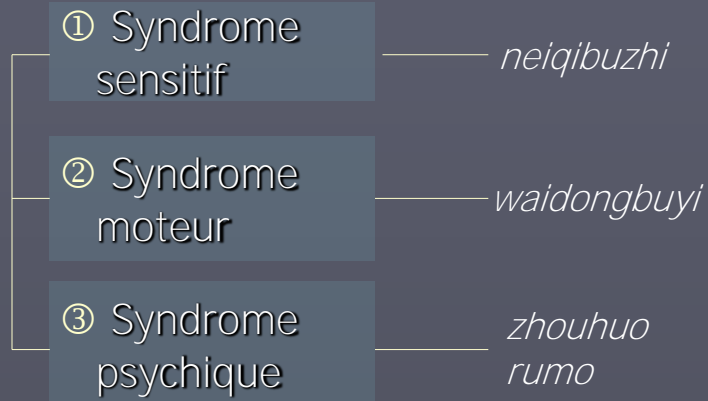 ① Syndrome
sensitif
neiqibuzhi
② Syndrome
moteur
waidongbuyi
③ Syndrome
psychique
zhouhuo
rumo